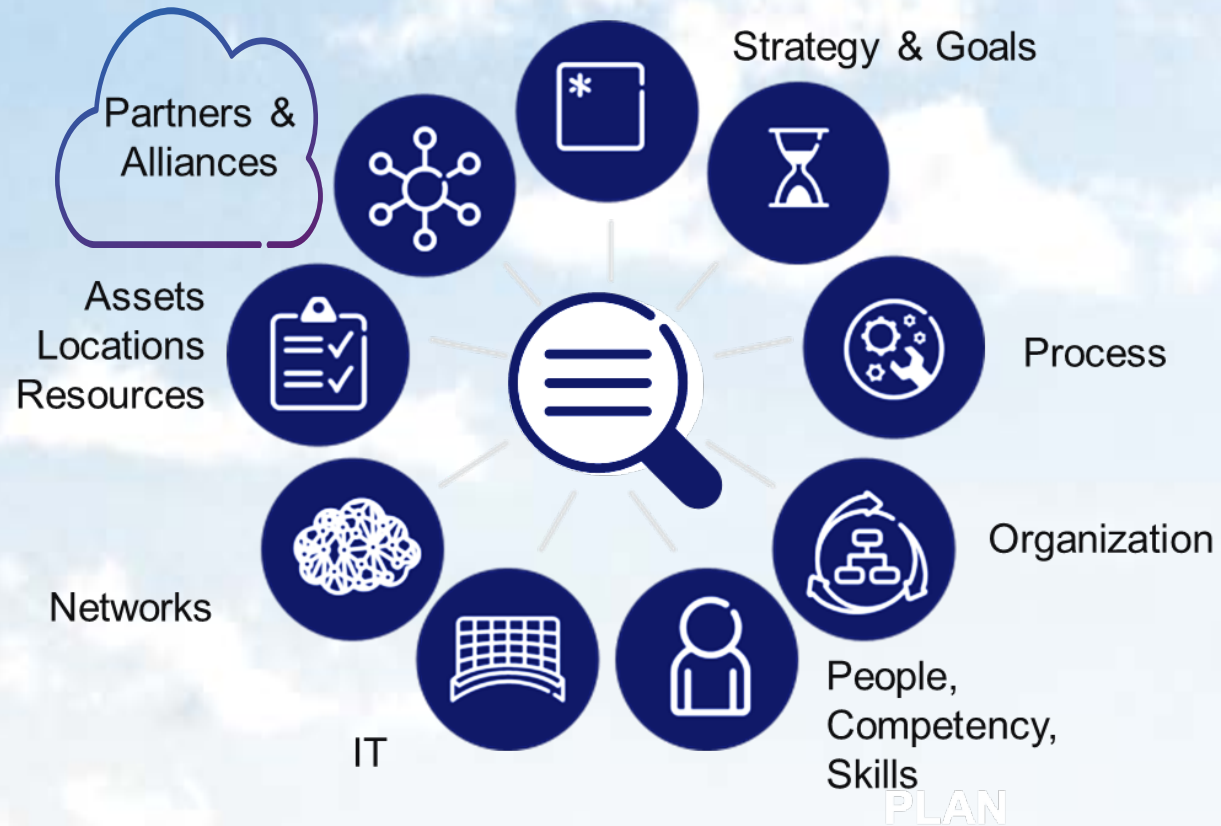 Strategy & Goals
Partners &
Alliances
*
Assets
Locations
Resources
Process
Organization
Networks
People,
Competency,
Skills
IT
PLAN